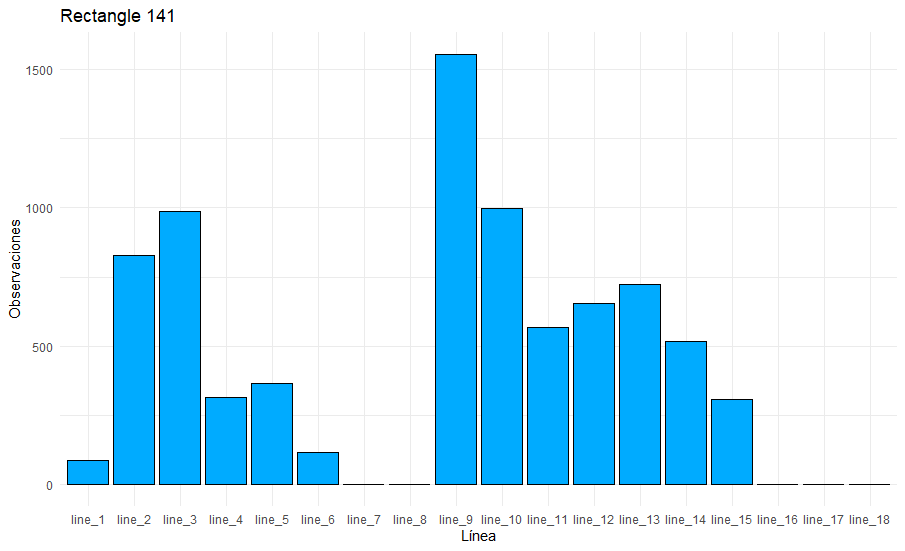 Rectangle 141
Observaciones
1500
1000
500
0
line_1 line_2 line_3 line_4 line_5 line_6 line_7 line_8 line_9 line_10 line_11 line_12 line_13 line_14 line_15 line_16 line_17 line_18
Línea